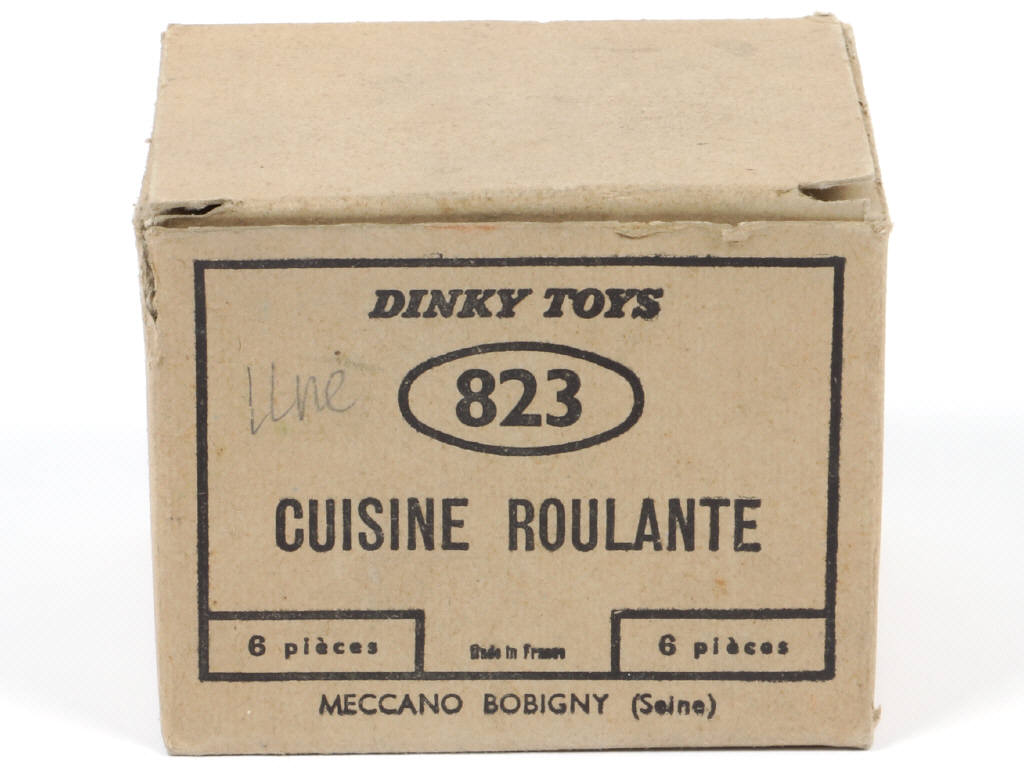 DINKY TOYS
823
CUISINE ROULANTE
6 pièces
Made in France
6 pièces
MECCANO BOBIGNY (Seine)